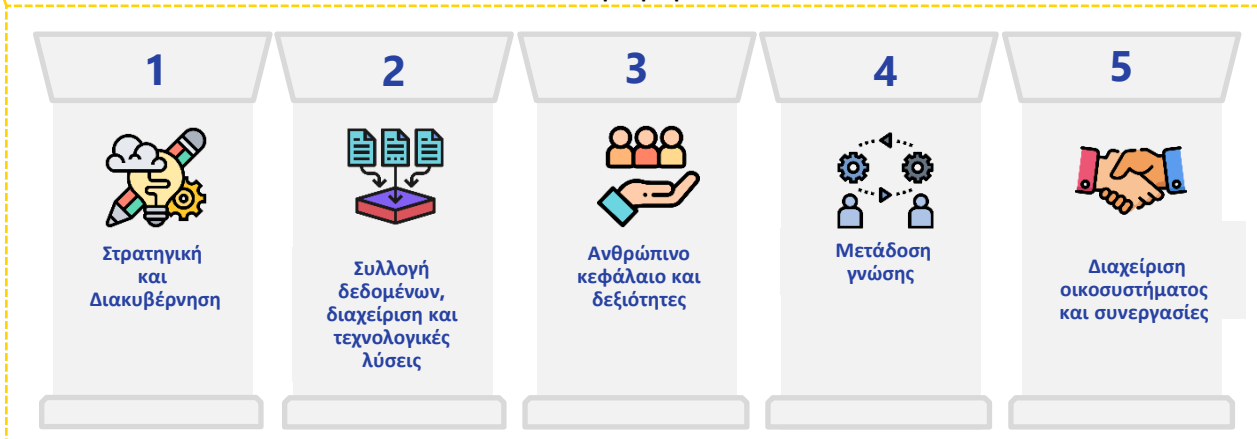 1
Στρατηγική
και
Διακυβέρνηση
2
Συλλογή
δεδομένων,
διαχείριση και
τεχνολογικές
λύσεις
3
Ανθρώπινο
κεφάλαιο και
δεξιότητες
4
Μετάδοση
γνώσης
5
Διαχείριση
οικοσυστήματος
και συνεργασίες